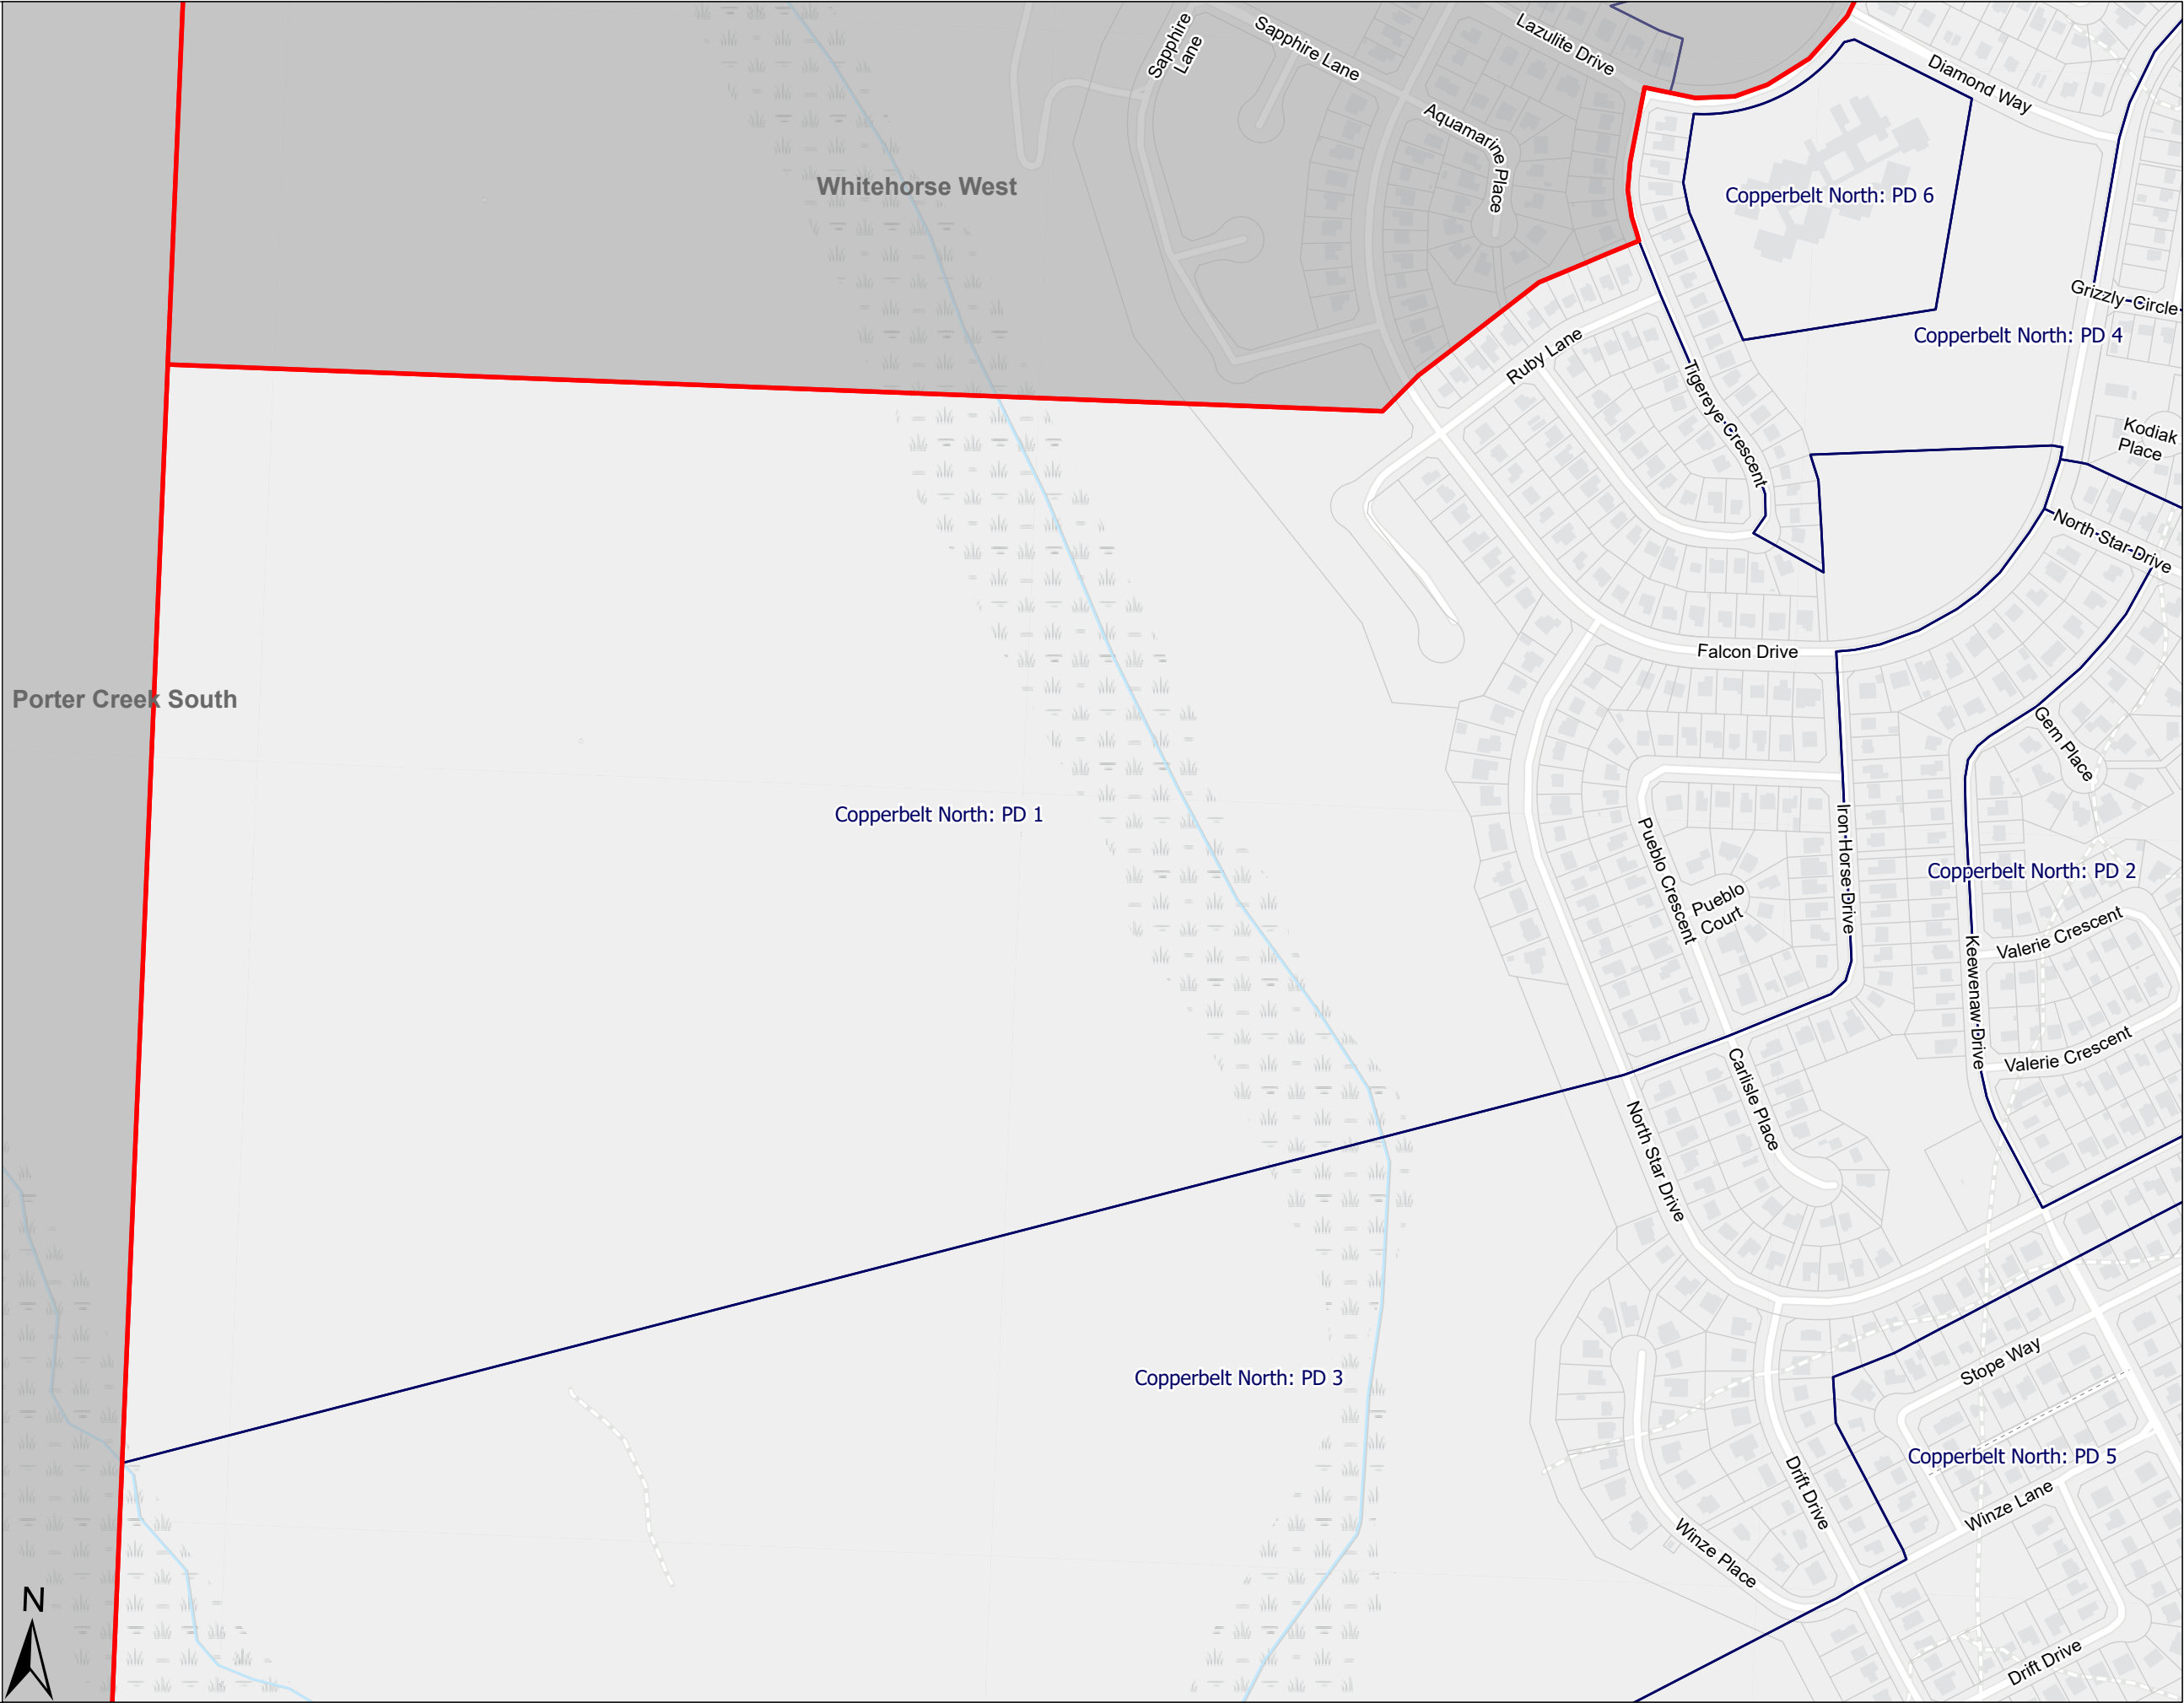 Sapphire
Lane
Sapphire Lane
Lazulite Drive
Diamond Way
Aquamarine Place
Whitehorse West
Copperbelt North: PD 6
Grizzly Circle
Copperbelt North: PD 4
Ruby Lane
Tigereye Crescent
Kodiak
Place
North Star Drive
Falcon Drive
Porter Creek South
Gem Place
Copperbelt North: PD 1
Iron Horse Drive
Pueblo Crescent
Pueblo
Court
Copperbelt North: PD 2
Valerie Crescent
Keewenaw Drive
Valerie Crescent
Carlisle Place
North Star Drive
Copperbelt North: PD 3
Stope Way
Copperbelt North: PD 5
Drift Drive
Winze Lane
Winze Place
Drift Drive
N